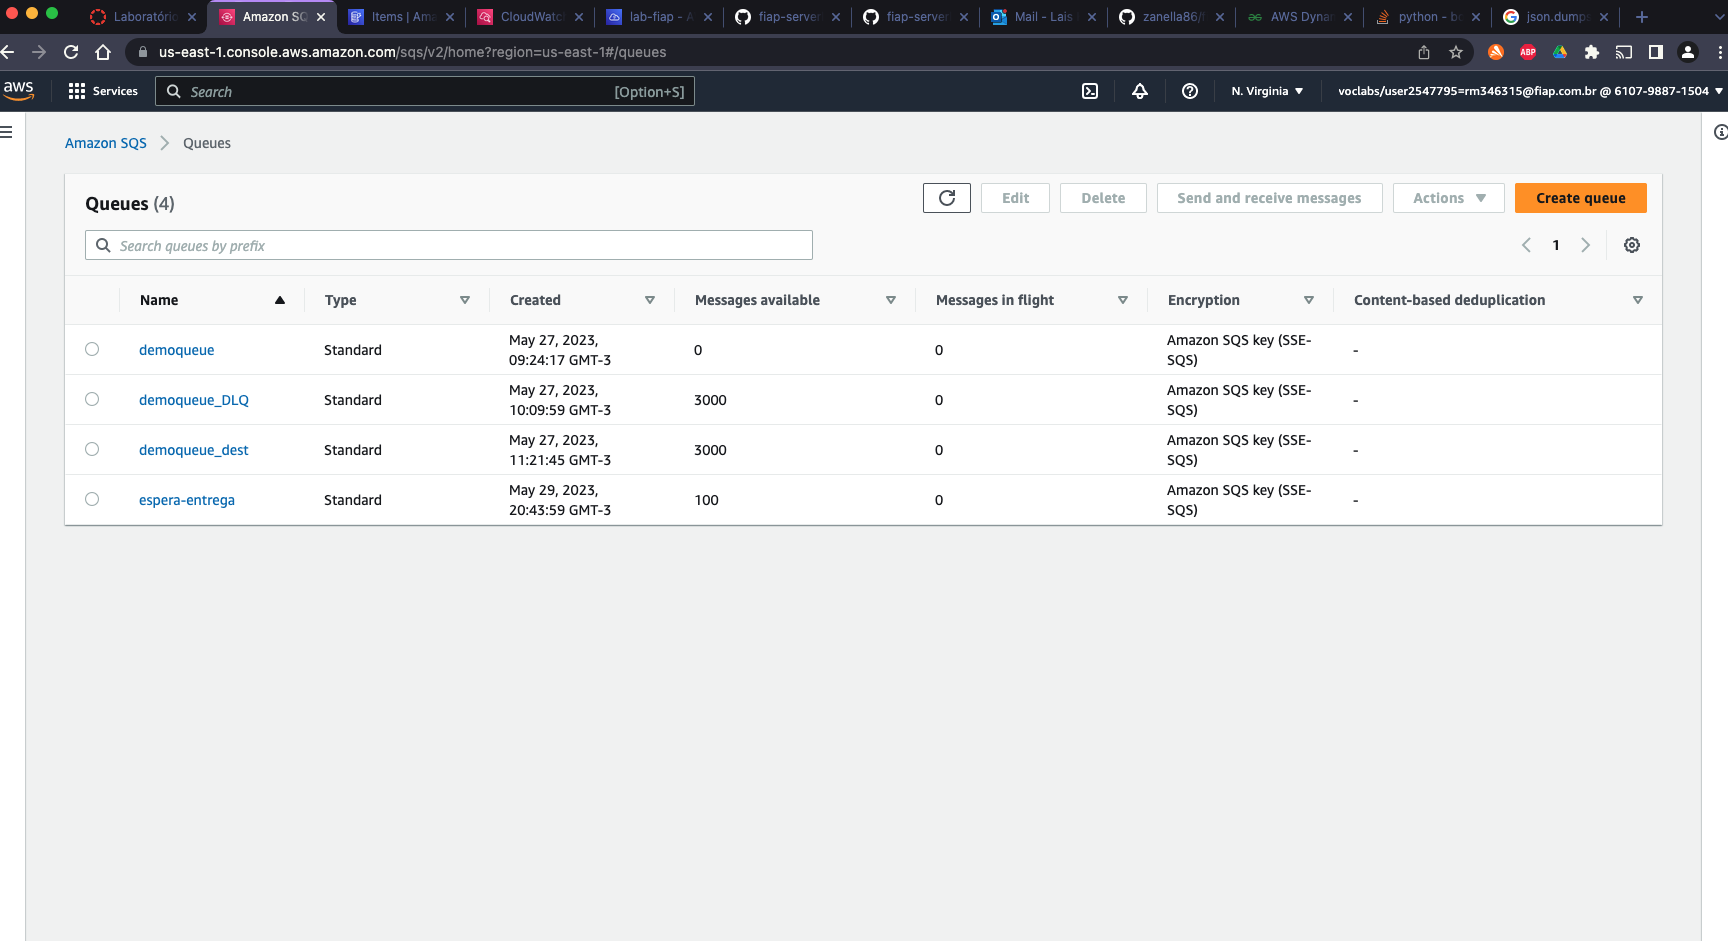 Laboratório
Amazon SQ
Items | Ama
CloudWatch
lab-fiap - A
fiap-server
fiap-server
Mail - Lais
zanella86/f
AWS Dynam
python - bo
json.dumps
us-east-1.console.aws.amazon.com/sqs/v2/home?region=us-east-1#/queues
ABP
aws
Services
Search
[Option+S]
N. Virginia
voclabs/user2547795=rm346315@fiap.com.br @ 6107-9887-1504
Amazon SQS
Queues
Queues (4)
Edit
Delete
Send and receive messages
Actions
Create queue
Search queues by prefix
1
Name
Type
Created
Messages available
Messages in flight
Encryption
Content-based deduplication
demoqueue
Standard
May 27, 2023,
09:24:17 GMT-3
0
0
Amazon SQS key (SSE-
SQS)
-
demoqueue_DLQ
Standard
May 27, 2023,
10:09:59 GMT-3
3000
0
Amazon SQS key (SSE-
SQS)
-
demoqueue_dest
Standard
May 27, 2023,
11:21:45 GMT-3
3000
0
Amazon SQS key (SSE-
SQS)
-
espera-entrega
Standard
May 29, 2023,
20:43:59 GMT-3
100
0
Amazon SQS key (SSE-
SQS)
-